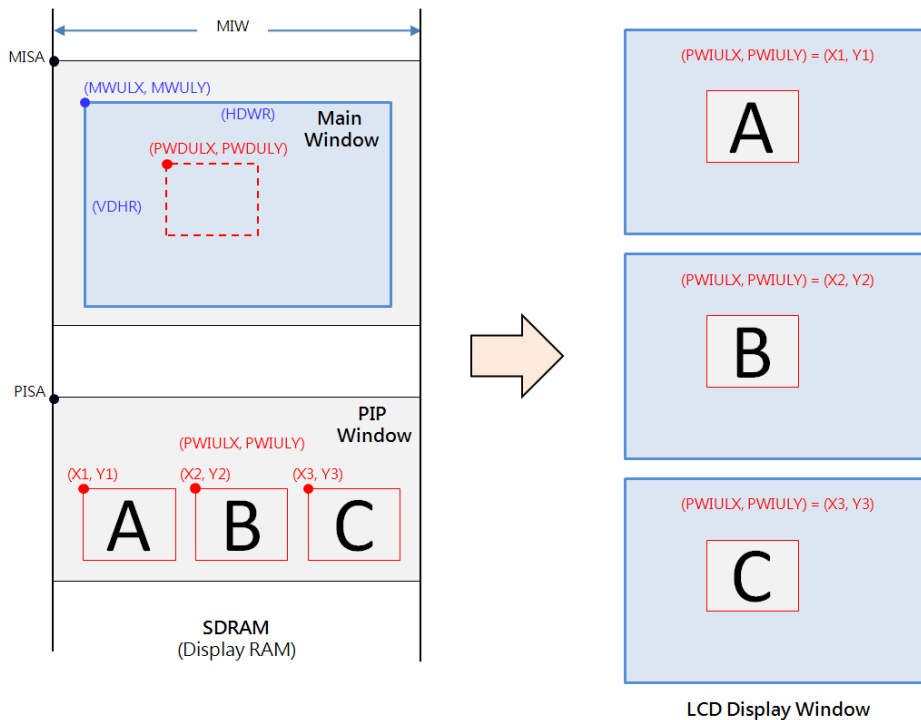 MIW
MISA
(MWULX, MWULY)
(HDWR)
Main
Window
(PWDULX, PWDULY)
(VDHR)
PISA
PIP
Window
(PWIULX, PWIULY)
(X1, Y1)
(X2, Y2)
(X3, Y3)
A
B
C
SDRAM
(Display RAM)
(PWIULX, PWIULY) = (X1, Y1)
A
(PWIULX, PWIULY) = (X2, Y2)
B
(PWIULX, PWIULY) = (X3, Y3)
C
LCD Display Window